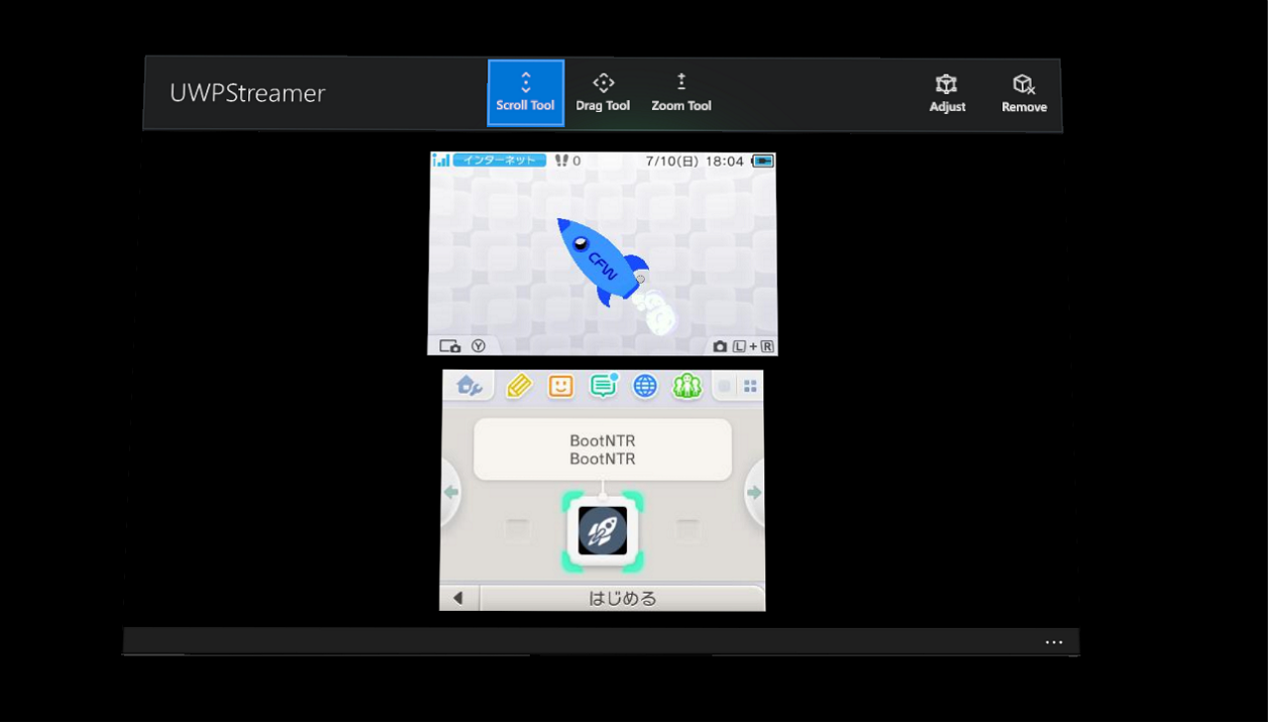 UWPStreamer
Scroll Tool
Drag Tool
Zoom Tool
Adjust
Remove
インターネット
0
7/10(日) 18:04
CFW
Y
L+R
BootNTR
BootNTR
はじめる